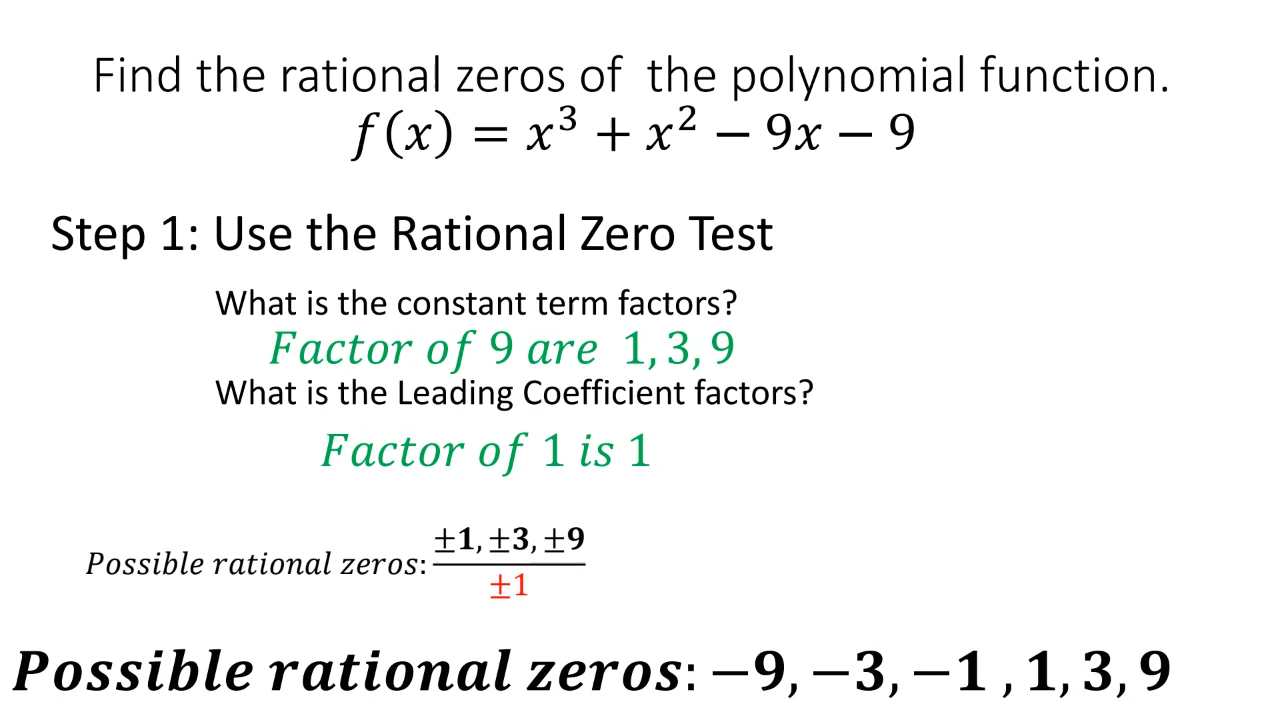 Find the rational zeros of the polynomial function.
f(x) = x³ + x² − 9x − 9
Step 1: Use the Rational Zero Test
What is the constant term factors?
Factor of 9 are 1, 3, 9
What is the Leading Coefficient factors?
Factor of 1 is 1
Possible rational zeros: ±1, ±3, ±9 / ±1
Possible rational zeros: −9, −3, −1 , 1, 3, 9